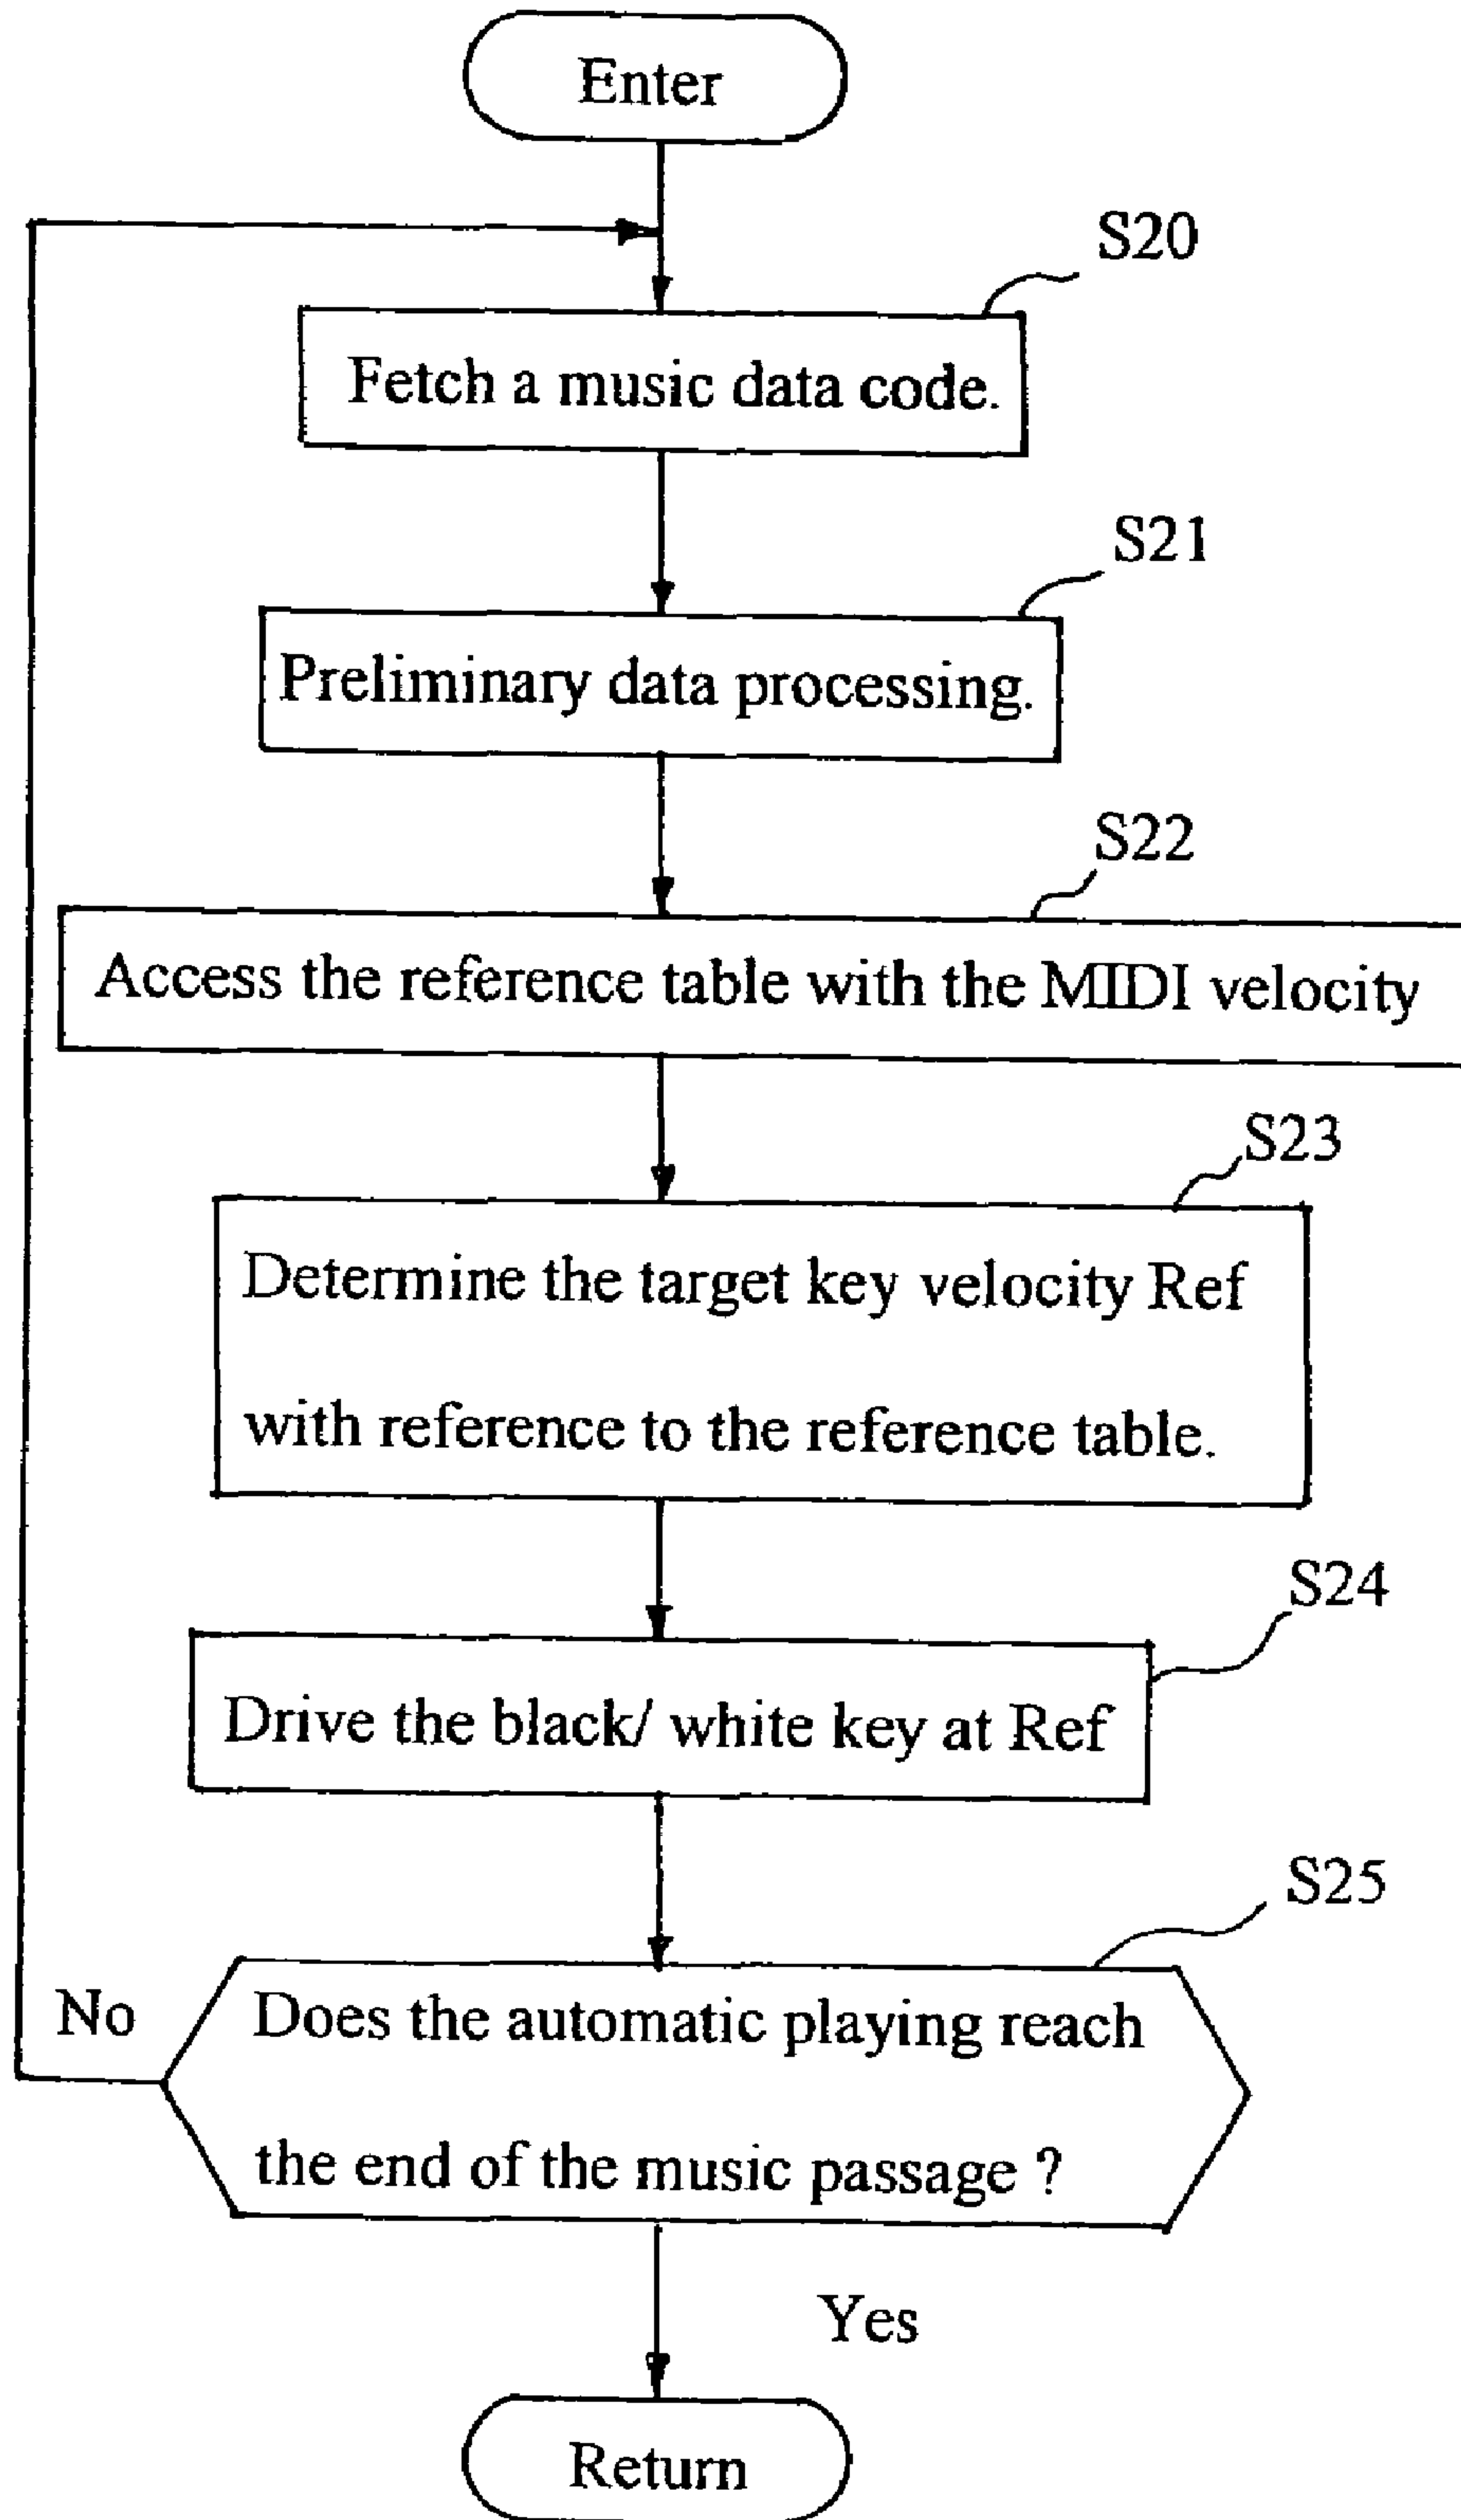 Enter
S20
Fetch a music data code.
S21
Preliminary data processing.
S22
Access the reference table with the MIDI velocity
S23
Determine the target key velocity Ref
with reference to the reference table.
S24
Drive the black/ white key at Ref
S25
No
Does the automatic playing reach
the end of the music passage ?
Yes
Return